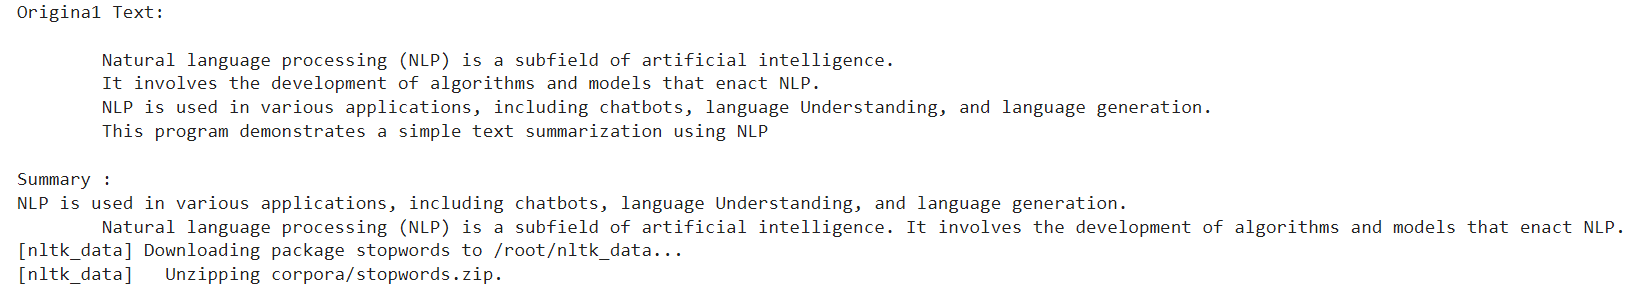 Origina1 Text:
Natural language processing (NLP) is a subfield of artificial intelligence.
It involves the development of algorithms and models that enact NLP.
NLP is used in various applications, including chatbots, language Understanding, and language generation.
This program demonstrates a simple text summarization using NLP
Summary :
NLP is used in various applications, including chatbots, language Understanding, and language generation.
Natural language processing (NLP) is a subfield of artificial intelligence. It involves the development of algorithms and models that enact NLP.
[nltk_data] Downloading package stopwords to /root/nltk_data...
[nltk_data]   Unzipping corpora/stopwords.zip.